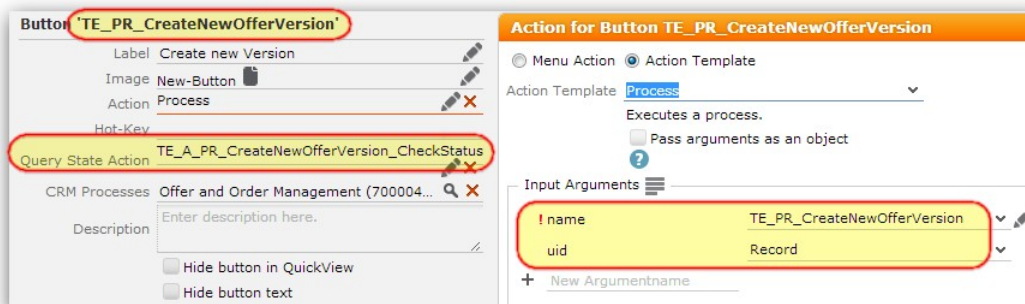 Button 'TE_PR_CreateNewOfferVersion'
Label Create new Version
Image New-Button
Action Process
Hot-Key
Query State Action TE_A_PR_CreateNewOfferVersion_CheckStatus
CRM Processes Offer and Order Management (700004...
Description Enter description here.
Hide button in QuickView
Hide button text
Action for Button TE_PR_CreateNewOfferVersion
Menu Action Action Template
Action Template Process
Executes a process.
Pass arguments as an object
?
Input Arguments
! name TE_PR_CreateNewOfferVersion
uid Record
+ New Argumentname